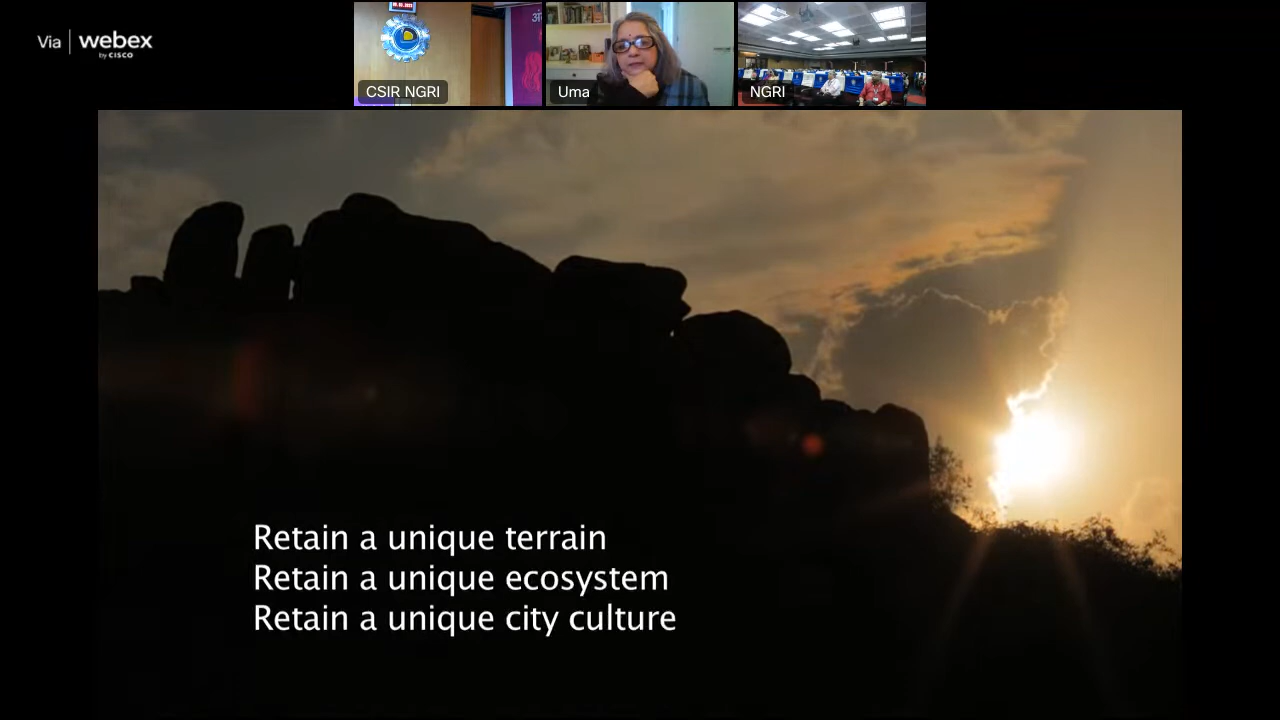 Via webex
by CISCO
CSIR NGRI
Uma
NGRI
Retain a unique terrain
Retain a unique ecosystem
Retain a unique city culture